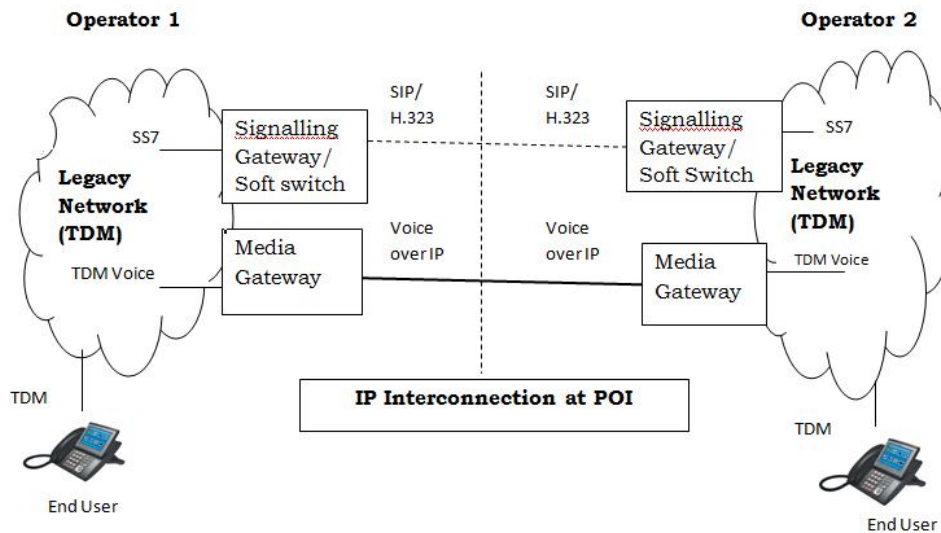 Operator 1
Operator 2
SIP/
H.323
SIP/
H.323
SS7
Signalling
Gateway/
Soft switch
Signalling
Gateway/
Soft Switch
SS7
Legacy
Network
(TDM)
Legacy
Network
(TDM)
TDM Voice
Media
Gateway
Voice
over IP
Voice
over IP
Media
Gateway
TDM Voice
IP Interconnection at POI
TDM
TDM
End User
End User